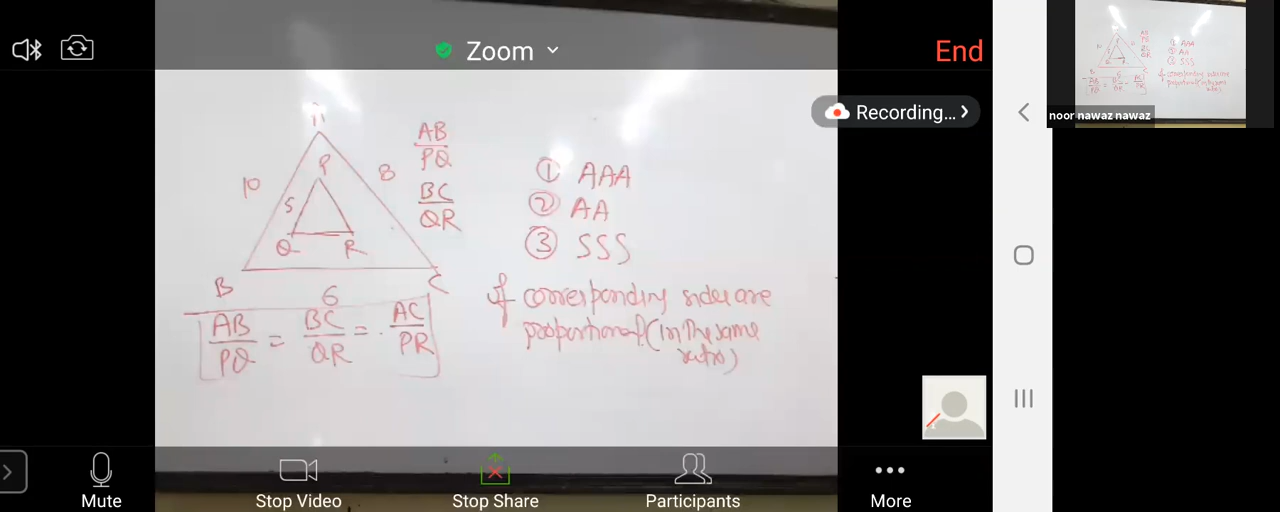 Zoom
End
Recording...
noor nawaz nawaz
A
P
10
8
5
Q
R
B
C
6
AB
PQ
BC
QR
AB = BC = AC
PQ QR PR
① AAA
② AA
③ SSS
If corresponding sides are
proportional (in the same
ratio)
Mute
Stop Video
Stop Share
Participants
More